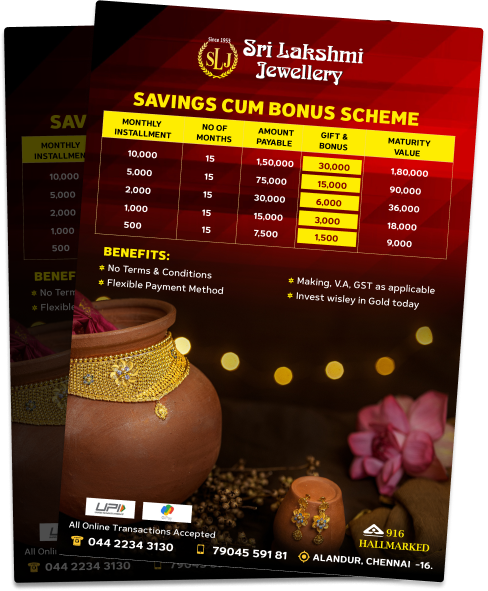 Since 1953
SLJ
Sri Lakshmi
Jewellery
SAVINGS CUM BONUS SCHEME
MONTHLY INSTALLMENT NO OF MONTHS AMOUNT PAYABLE GIFT & BONUS MATURITY VALUE
10,000 15 1,50,000 30,000 1,80,000
5,000 15 75,000 15,000 90,000
2,000 15 30,000 6,000 36,000
1,000 15 15,000 3,000 18,000
500 15 7,500 1,500 9,000
BENEFITS:
No Terms & Conditions
Flexible Payment Method
Making, V.A, GST as applicable
Invest wisley in Gold today
UPI
All Online Transactions Accepted
044 2234 3130 79045 591 81 ALANDUR, CHENNAI -16.
916
HALLMARKED
SAV
MONTHLY
INSTALLMEN
10,000
5,000
2,000
1,000
500
BENEFI
No Term
Flexible
All Onli
044 2234 3130